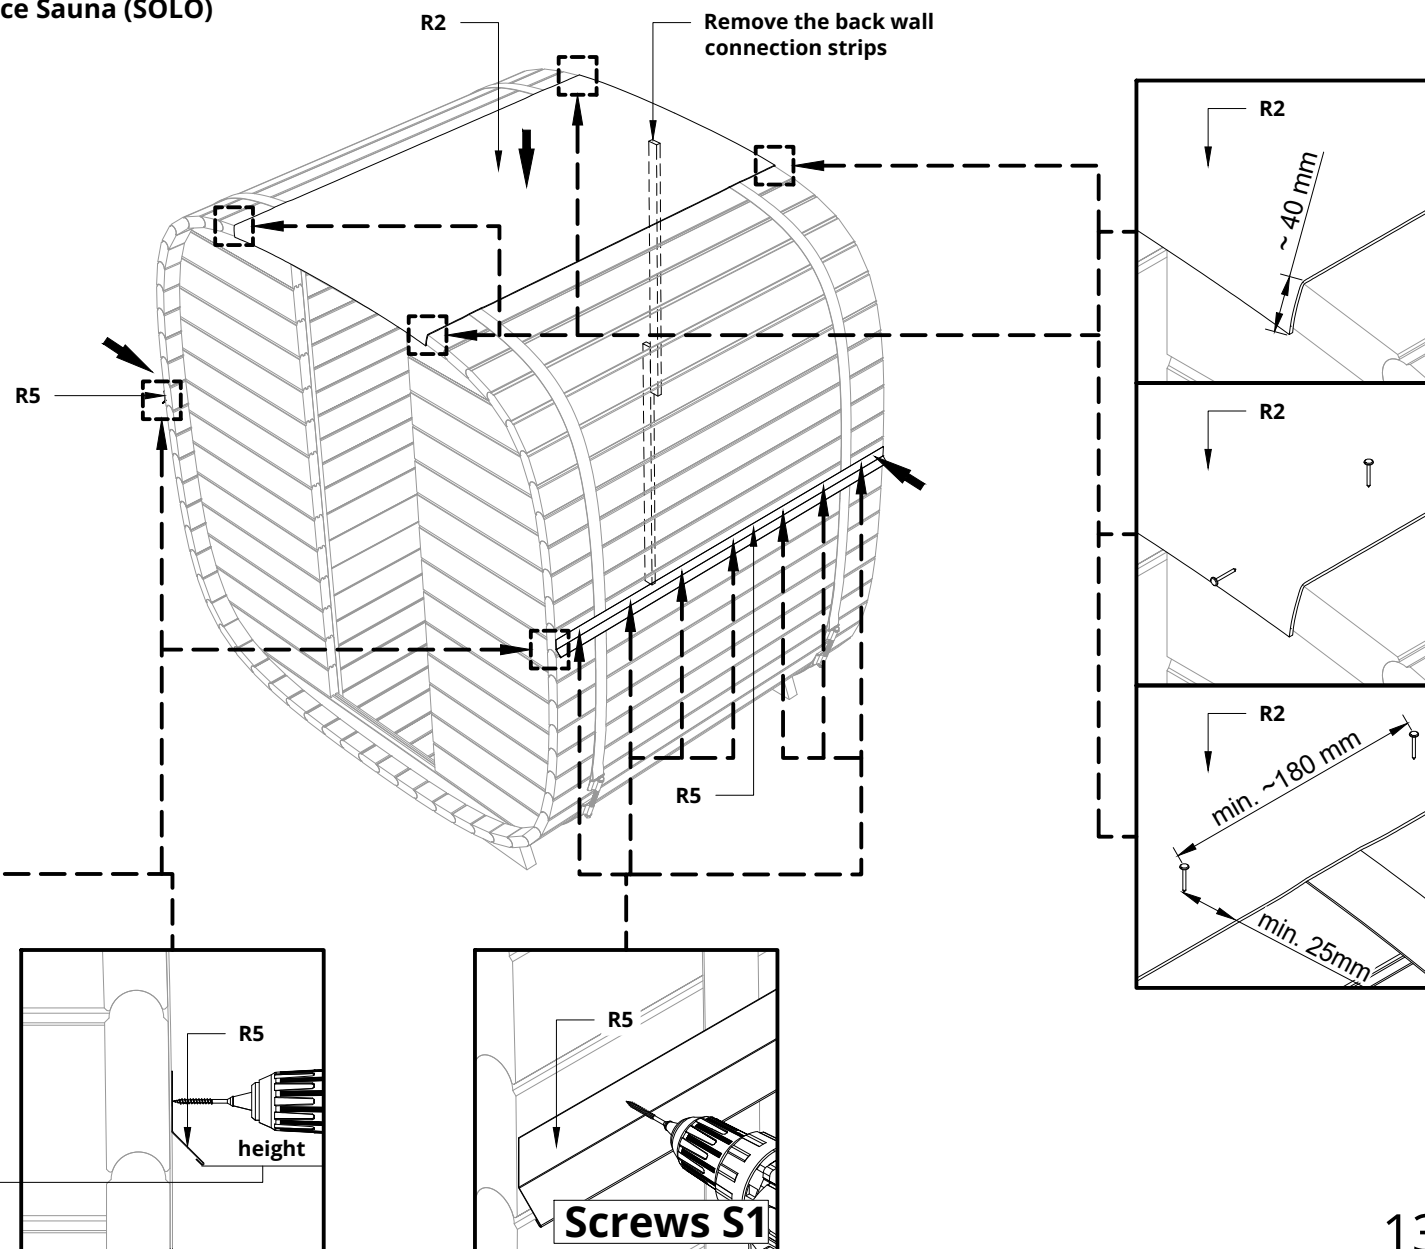 ce Sauna (SOLO)
R2
Remove the back wall
connection strips
R2
~ 40 mm
R5
R2
R2
min. ~180 mm
min. 25mm
R5
R5
height
R5
Screws S1
13